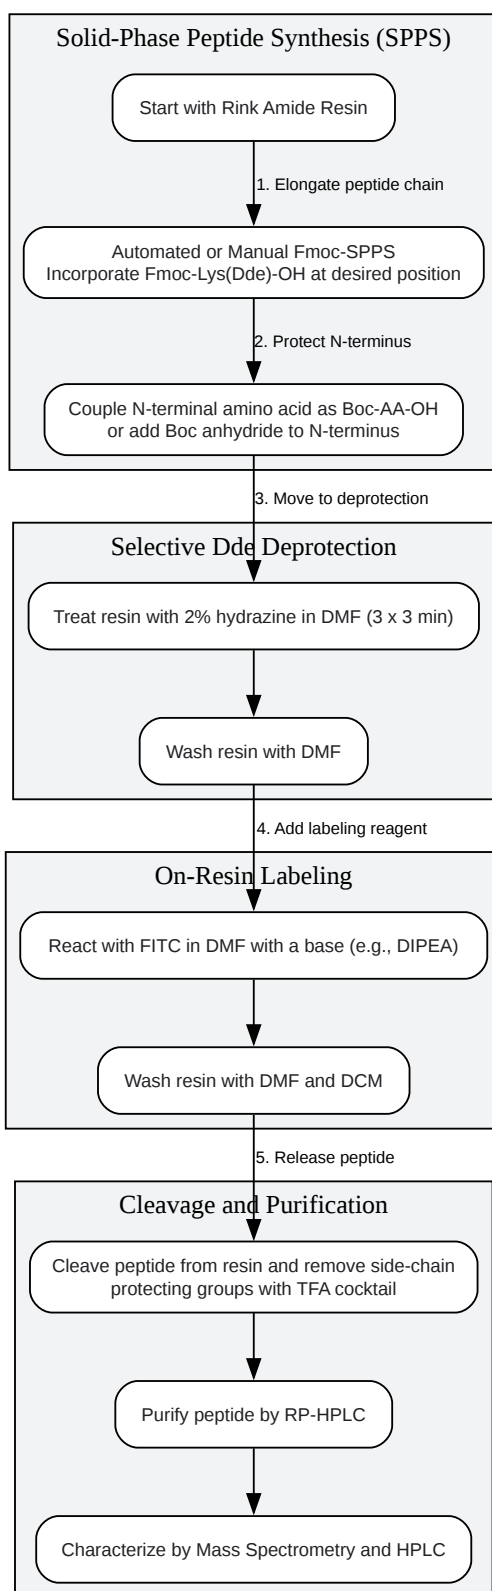 Solid-Phase Peptide Synthesis (SPPS)
Start with Rink Amide Resin
1. Elongate peptide chain
Automated or Manual Fmoc-SPPS
Incorporate Fmoc-Lys(Dde)-OH at desired position
2. Protect N-terminus
Couple N-terminal amino acid as Boc-AA-OH
or add Boc anhydride to N-terminus
3. Move to deprotection
Selective Dde Deprotection
Treat resin with 2% hydrazine in DMF (3 x 3 min)
Wash resin with DMF
4. Add labeling reagent
On-Resin Labeling
React with FITC in DMF with a base (e.g., DIPEA)
Wash resin with DMF and DCM
5. Release peptide
Cleavage and Purification
Cleave peptide from resin and remove side-chain
protecting groups with TFA cocktail
Purify peptide by RP-HPLC
Characterize by Mass Spectrometry and HPLC